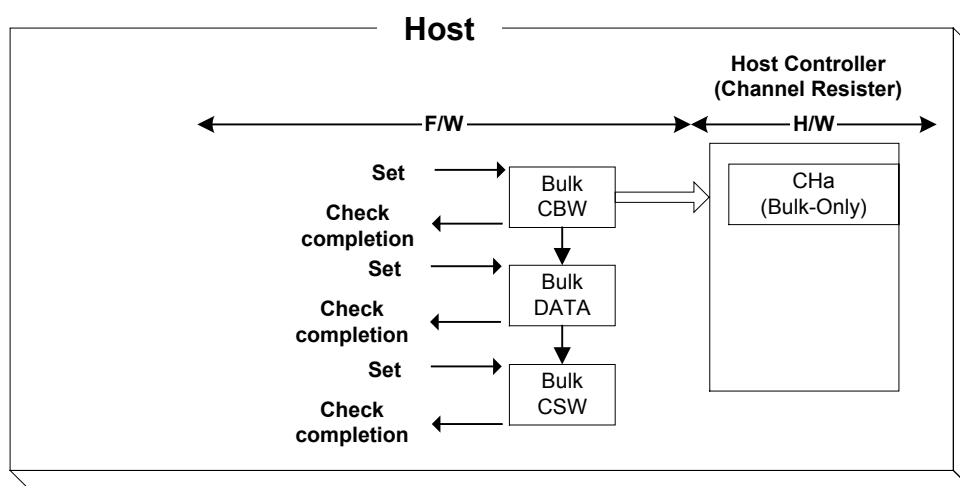 Host
Host Controller
(Channel Resister)
F/W
H/W
Set
Bulk
CBW
CHa
(Bulk-Only)
Check
completion
Set
Bulk
DATA
Check
completion
Set
Bulk
CSW
Check
completion